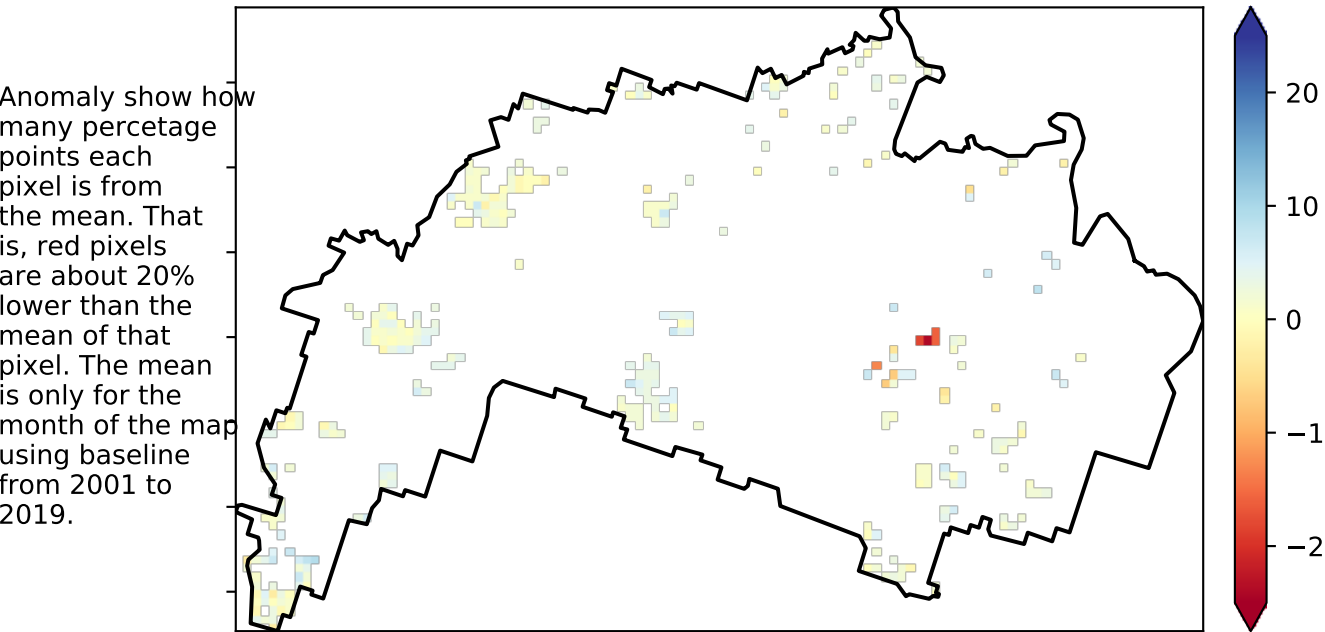 Anomaly show how
many percetage
points each
pixel is from
the mean. That
is, red pixels
are about 20%
lower than the
mean of that
pixel. The mean
is only for the
month of the map
using baseline
from 2001 to
2019.
20
10
0
−1
−2